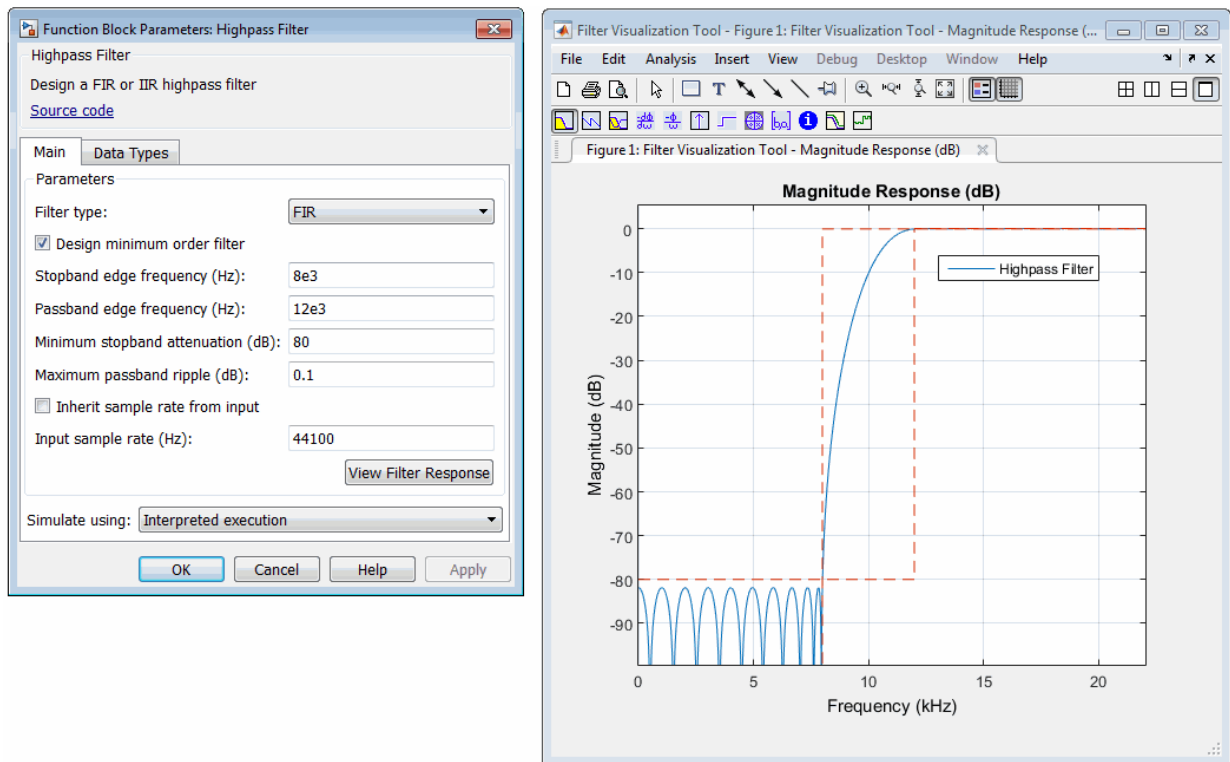 Function Block Parameters: Highpass Filter
Highpass Filter
Design a FIR or IIR highpass filter
Source code
Main
Data Types
Parameters
Filter type:
FIR
Design minimum order filter
Stopband edge frequency (Hz):
8e3
Passband edge frequency (Hz):
12e3
Minimum stopband attenuation (dB):
80
Maximum passband ripple (dB):
0.1
Inherit sample rate from input
Input sample rate (Hz):
44100
View Filter Response
Simulate using:
Interpreted execution
OK
Cancel
Help
Apply
Filter Visualization Tool - Figure 1: Filter Visualization Tool - Magnitude Response (...
File Edit Analysis Insert View Debug Desktop Window Help
Figure 1: Filter Visualization Tool - Magnitude Response (dB)
Magnitude Response (dB)
Highpass Filter
Magnitude (dB)
0
-10
-20
-30
-40
-50
-60
-70
-80
-90
0 5 10 15 20
Frequency (kHz)